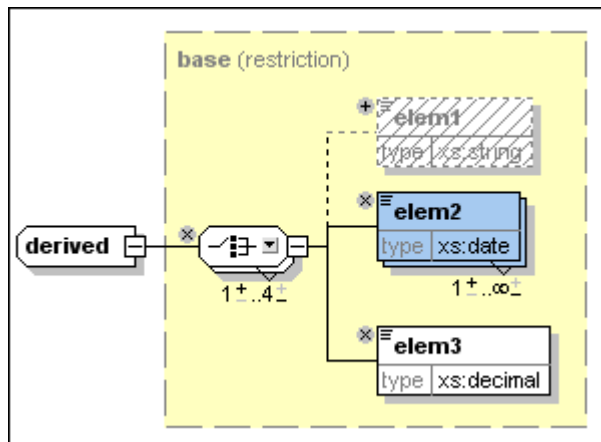 base (restriction)
elem1
type xs:string
elem2
type xs:date
1 ± ..∞ ±
derived
1 ± ..4 ±
elem3
type xs:decimal